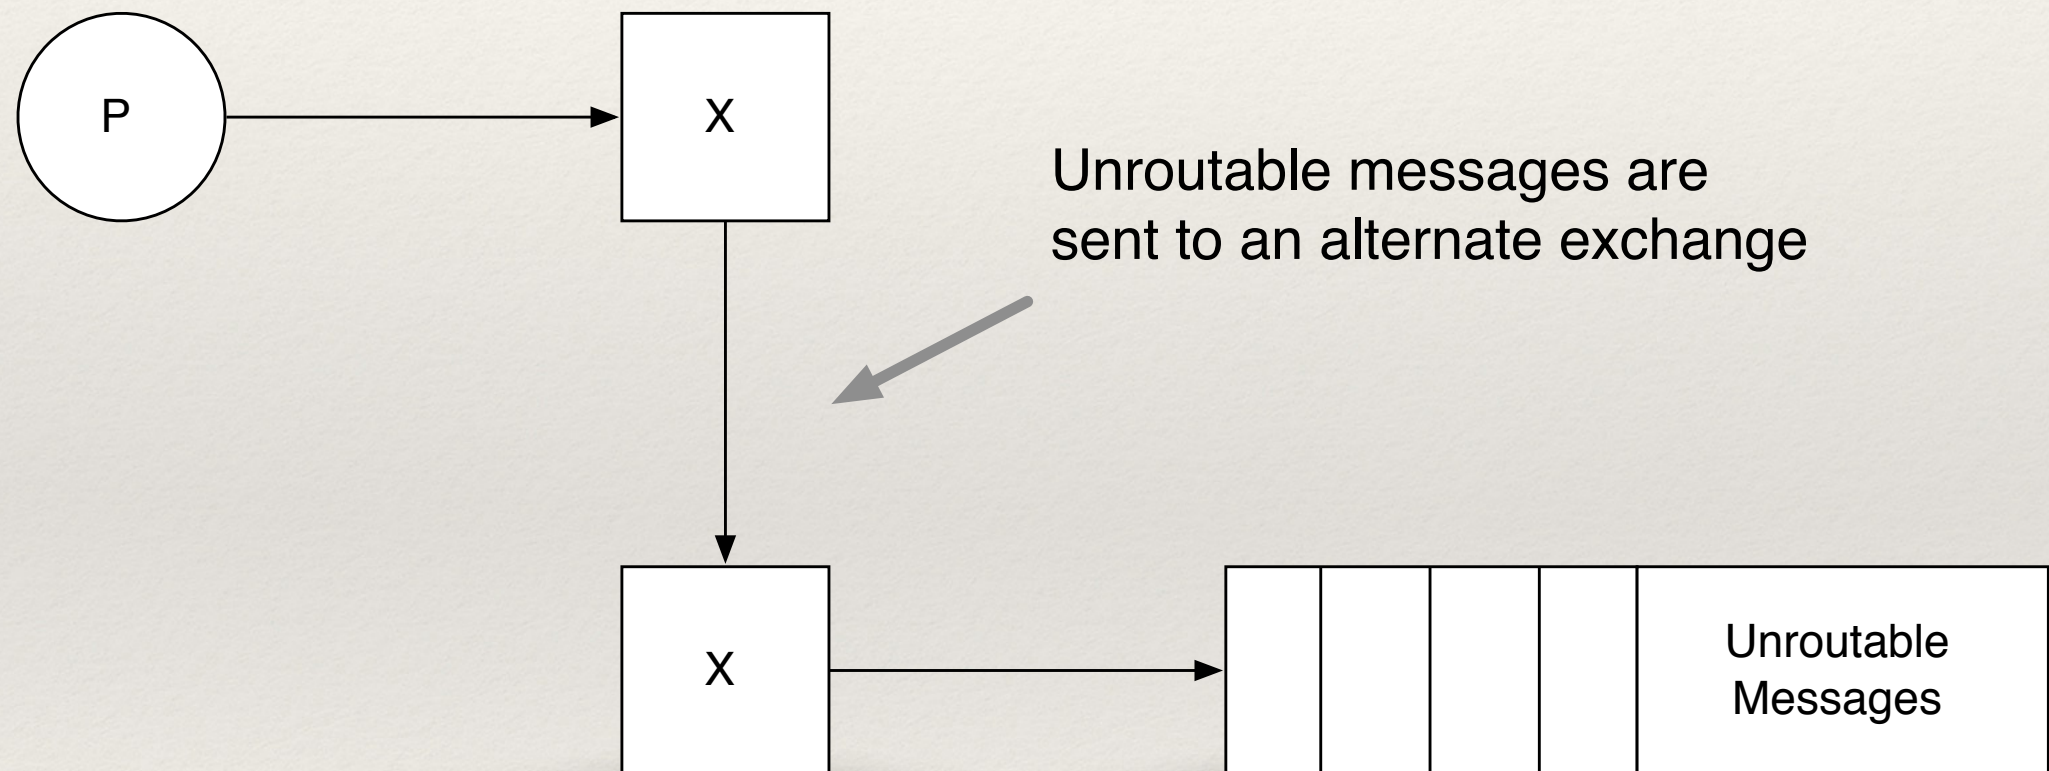 P
X
Unroutable messages are
sent to an alternate exchange
X
Unroutable
Messages